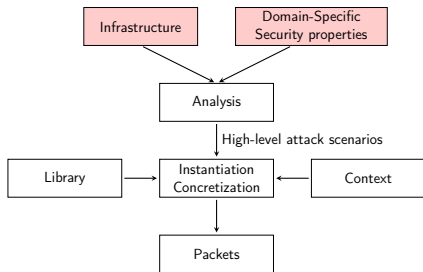 Infrastructure
Domain-Specific
Security properties
Analysis
High-level attack scenarios
Library
Instantiation
Concretization
Context
Packets